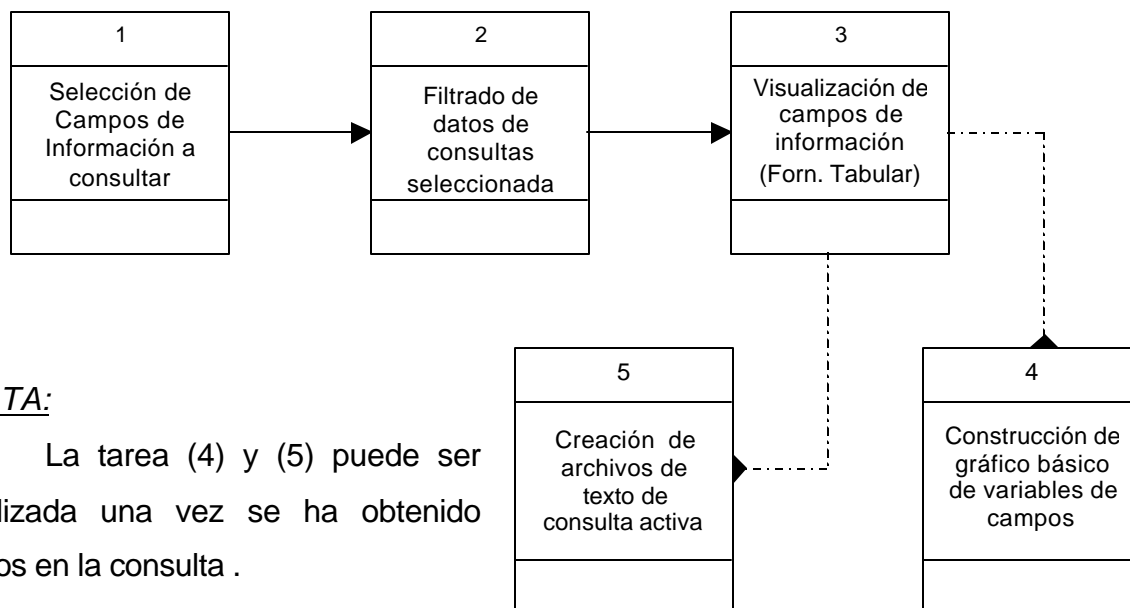 1
Selección de
Campos de
Información a
consultar
2
Filtrado de
datos de
consultas
seleccionada
3
Visualización de
campos de
información
(Forn. Tabular)
5
Creación de
archivos de
texto de
consulta activa
4
Construcción de
gráfico básico
de variables de
campos
TA:
La tarea (4) y (5) puede ser
lizada una vez se ha obtenido
os en la consulta .